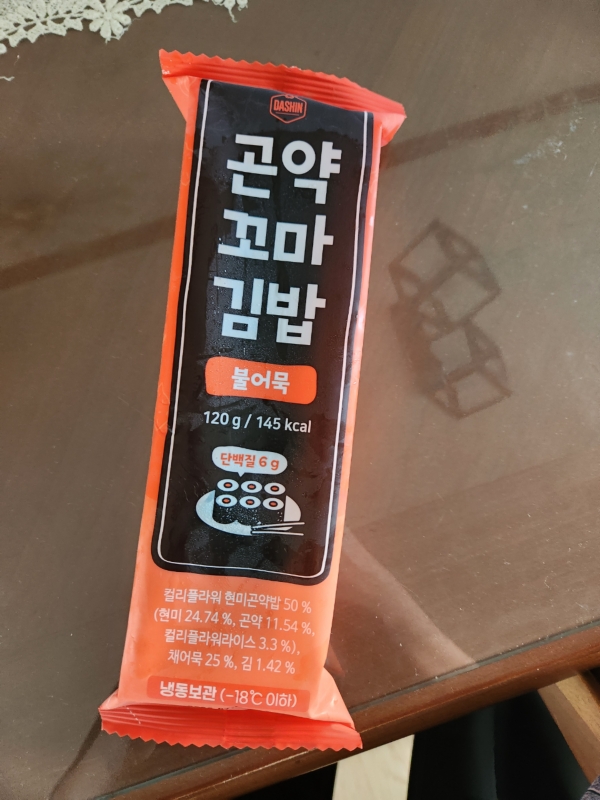 DASHIN
곤약
꼬마
김밥
불어묵
120 g / 145 kcal
단백질 6 g
컬리플라워 현미곤약밥 50 %
(현미 24.74 %, 곤약 11.54 %,
컬리플라워라이스 3.3 %),
채어묵 25 %, 김 1.42 %
냉동보관 (-18℃ 이하)